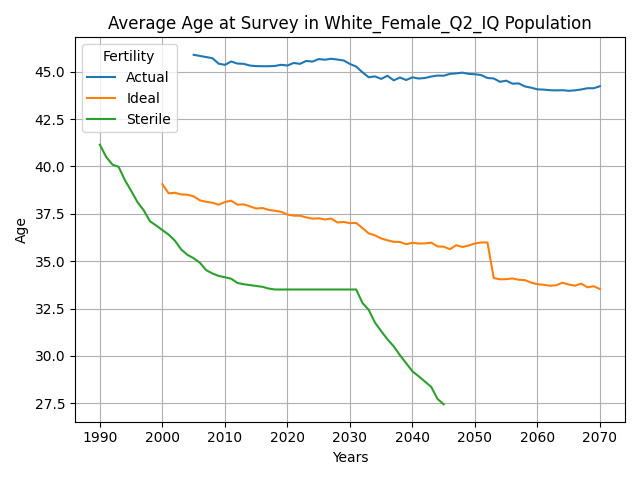 Average Age at Survey in White_Female_Q2_IQ Population
Fertility
Actual
Ideal
Sterile
Age
45.0
42.5
40.0
37.5
35.0
32.5
30.0
27.5
1990 2000 2010 2020 2030 2040 2050 2060 2070
Years